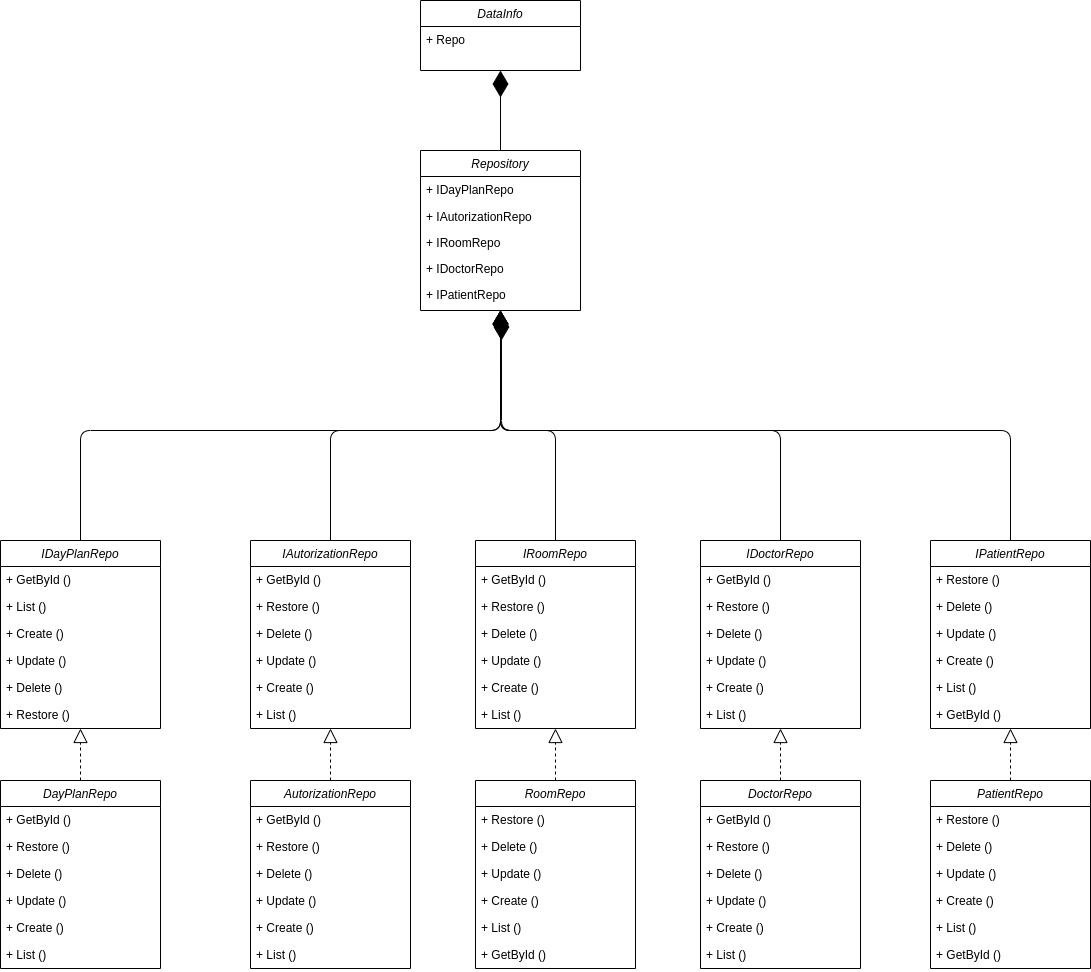 DataInfo
+ Repo
Repository
+ IDayPlanRepo
+ IAutorizationRepo
+ IRoomRepo
+ IDoctorRepo
+ IPatientRepo
IDayPlanRepo
+ GetById ()
+ List ()
+ Create ()
+ Update ()
+ Delete ()
+ Restore ()
IAutorizationRepo
+ GetById ()
+ Restore ()
+ Delete ()
+ Update ()
+ Create ()
+ List ()
IRoomRepo
+ GetById ()
+ Restore ()
+ Delete ()
+ Update ()
+ Create ()
+ List ()
IDoctorRepo
+ GetById ()
+ Restore ()
+ Delete ()
+ Update ()
+ Create ()
+ List ()
IPatientRepo
+ Restore ()
+ Delete ()
+ Update ()
+ Create ()
+ List ()
+ GetById ()
DayPlanRepo
+ GetById ()
+ Restore ()
+ Delete ()
+ Update ()
+ Create ()
+ List ()
AutorizationRepo
+ GetById ()
+ Restore ()
+ Delete ()
+ Update ()
+ Create ()
+ List ()
RoomRepo
+ Restore ()
+ Delete ()
+ Update ()
+ Create ()
+ List ()
+ GetById ()
DoctorRepo
+ GetById ()
+ Restore ()
+ Delete ()
+ Update ()
+ Create ()
+ List ()
PatientRepo
+ Restore ()
+ Delete ()
+ Update ()
+ Create ()
+ List ()
+ GetById ()